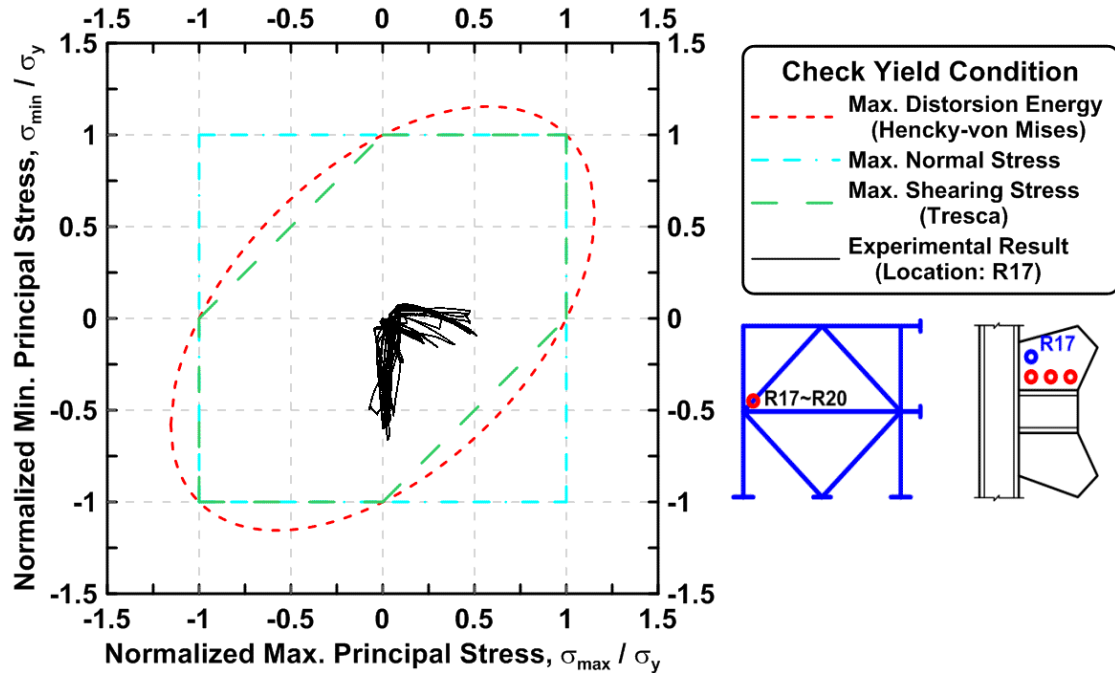 -1.5 -1 -0.5 0 0.5 1 1.5
1.5 1.5
1 1
0.5 0.5
0 0
-0.5 -0.5
-1 -1
-1.5 -1.5
-1.5 -1 -0.5 0 0.5 1 1.5
Normalized Min. Principal Stress, σmin / σy
Normalized Max. Principal Stress, σmax / σy
Check Yield Condition
Max. Distorsion Energy
(Hencky-von Mises)
Max. Normal Stress
Max. Shearing Stress
(Tresca)
Experimental Result
(Location: R17)
R17~R20
R17